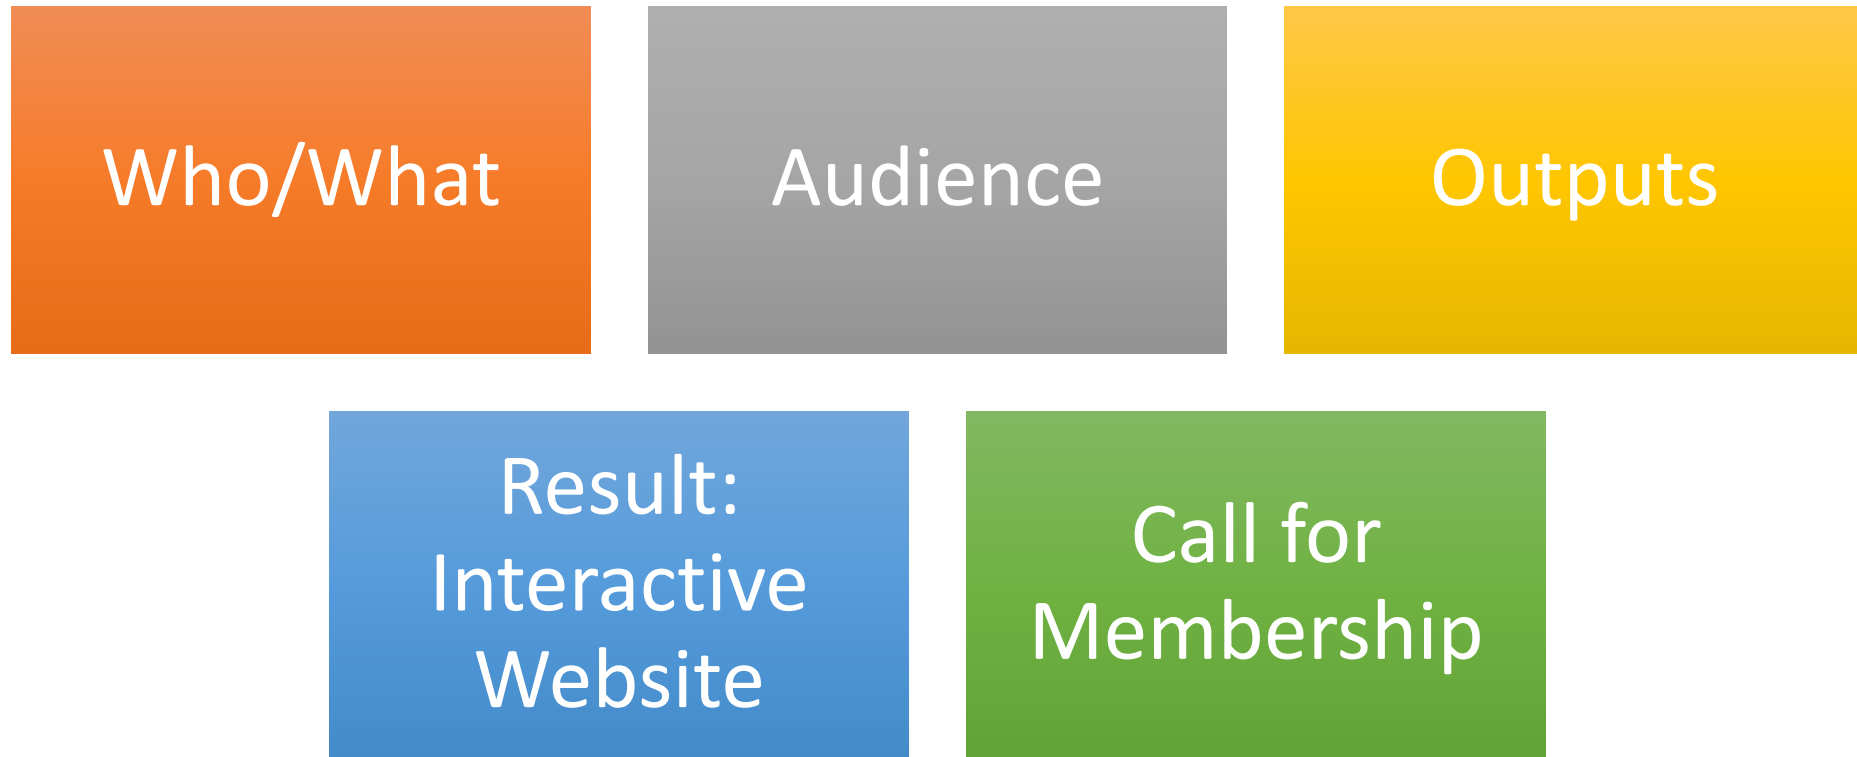 Who/What
Audience
Outputs
Result:
Interactive
Website
Call for
Membership